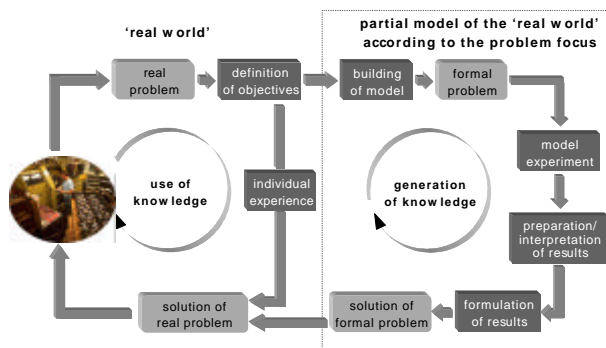 'real world'
partial model of the 'real world'
according to the problem focus
real
problem
definition
of objectives
building
of model
formal
problem
model
experiment
use of
knowledge
individual
experience
generation
of knowledge
preparation/
interpretation
of results
solution of
real problem
solution of
formal problem
formulation
of results